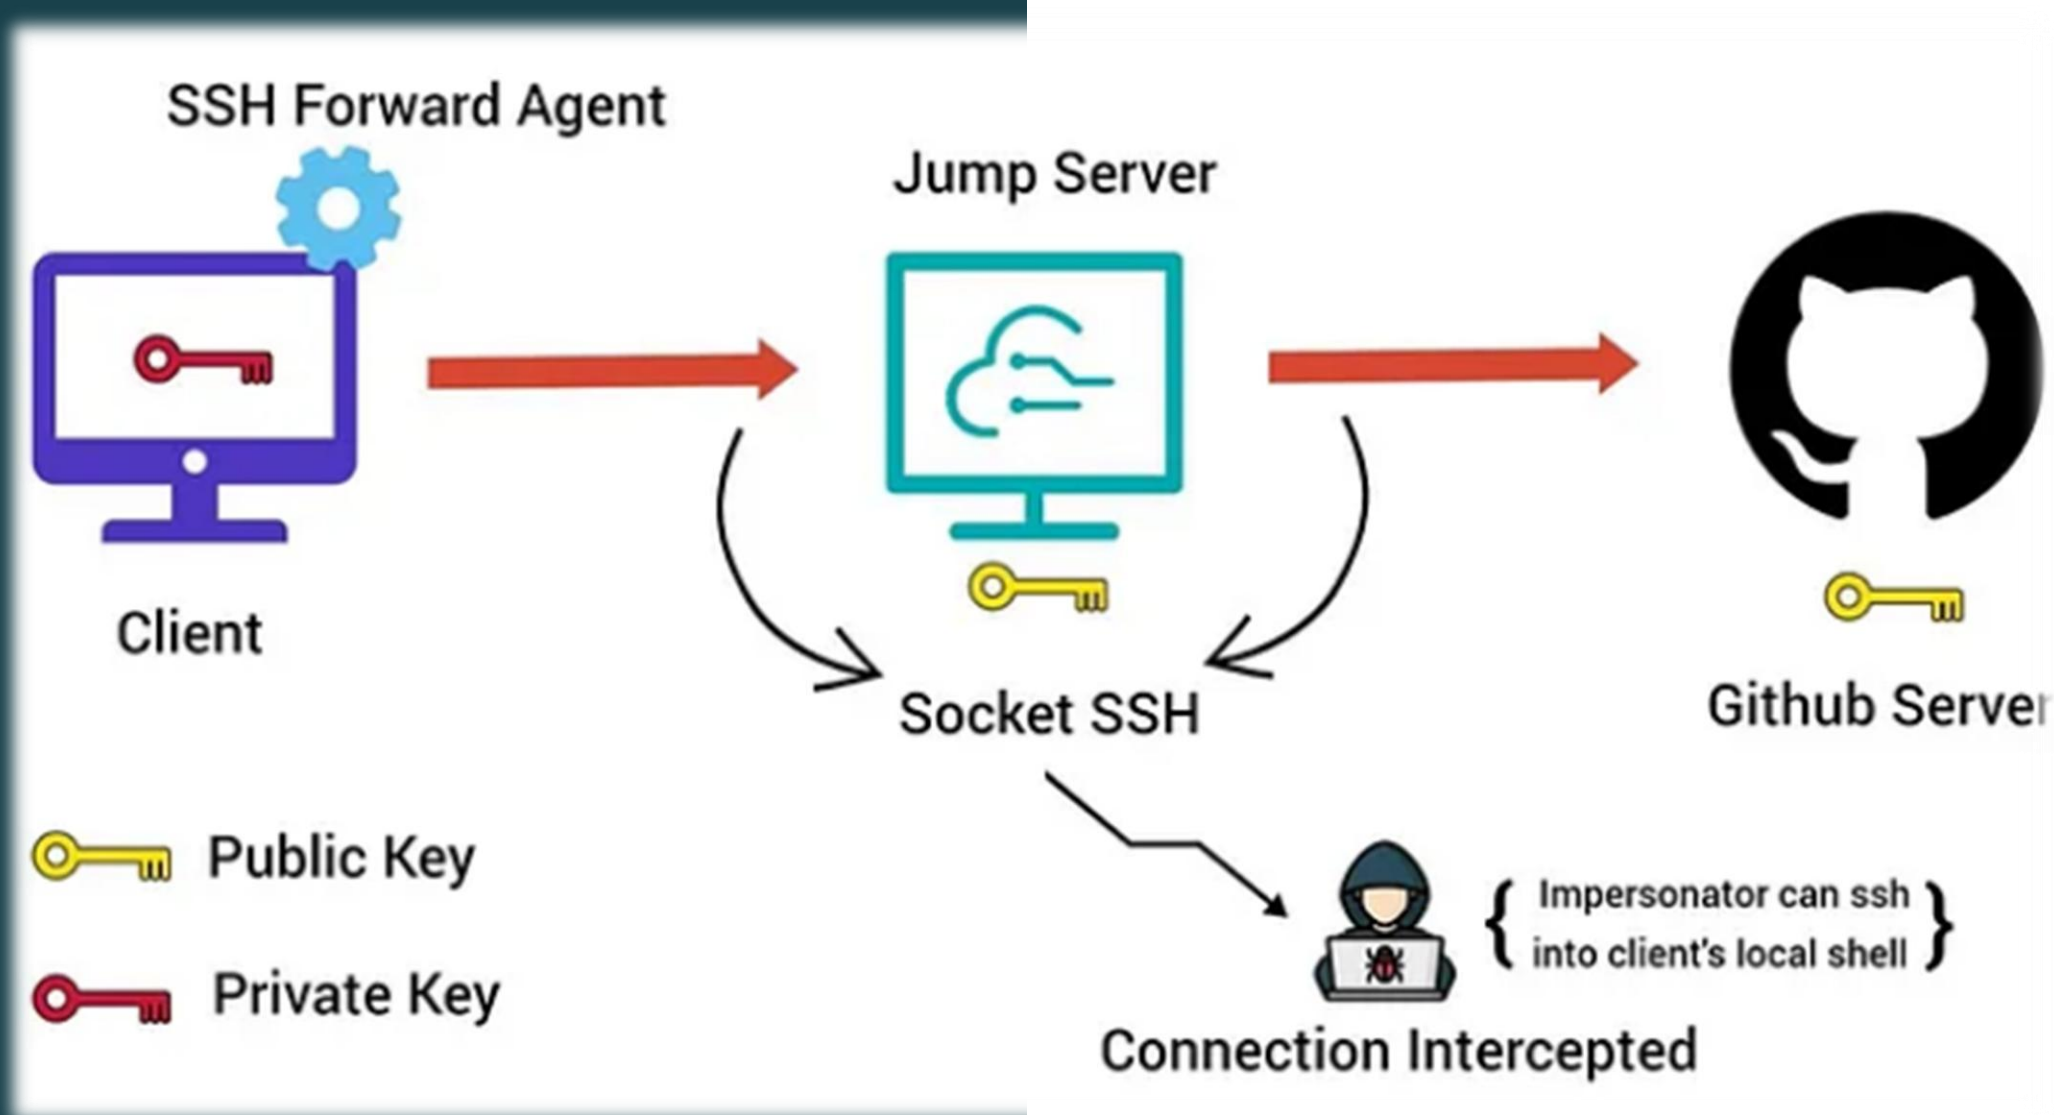 SSH Forward Agent
Jump Server
Client
Socket SSH
Github Server
Public Key
Private Key
{ Impersonator can ssh
into client's local shell }
Connection Intercepted